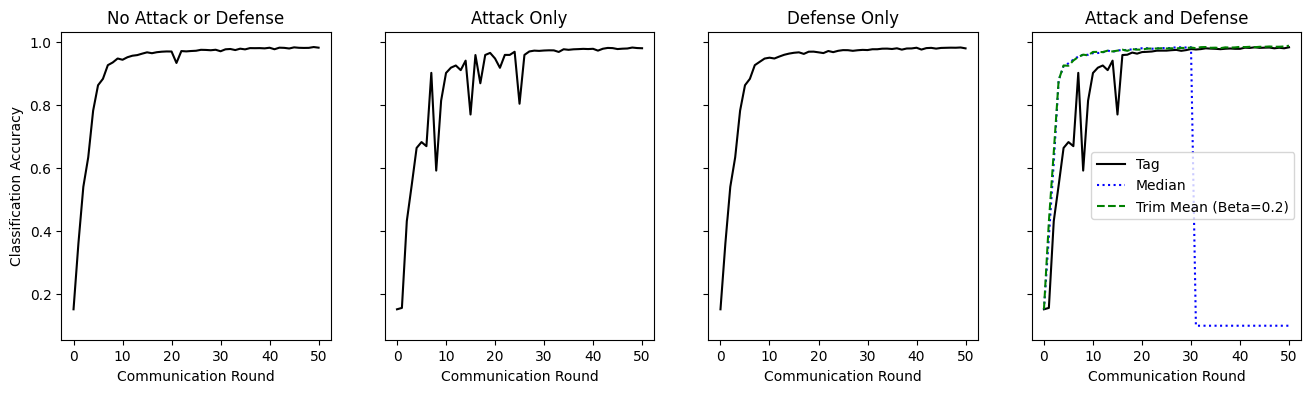 No Attack or Defense
Attack Only
Defense Only
Attack and Defense
Classification Accuracy
1.0
0.8
0.6
0.4
0.2
0 10 20 30 40 50
0 10 20 30 40 50
0 10 20 30 40 50
0 10 20 30 40 50
Communication Round
Communication Round
Communication Round
Communication Round
Tag
Median
Trim Mean (Beta=0.2)